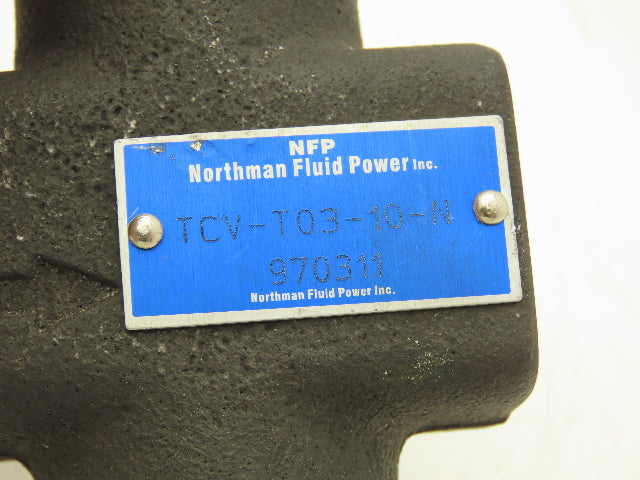 NFP
Northman Fluid Power Inc.
TCV-T03-10-N
970311
Northman Fluid Power Inc.